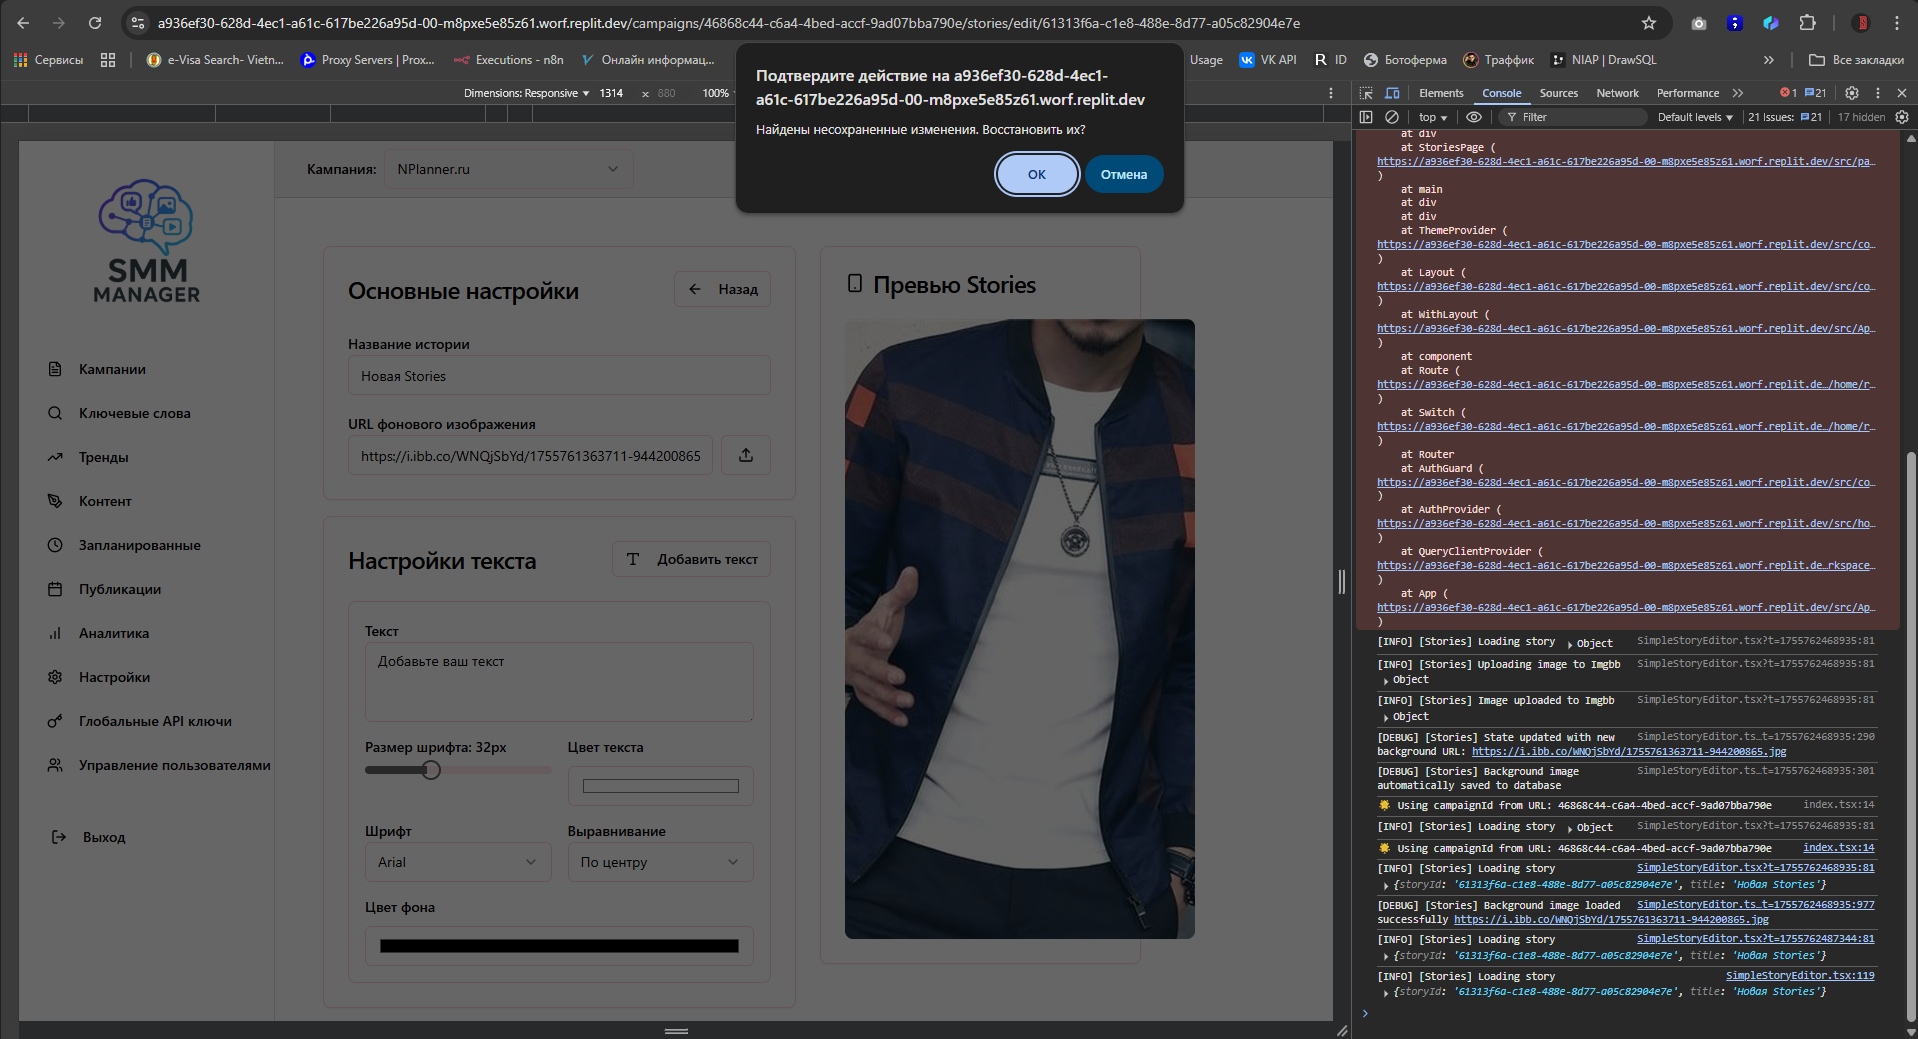 a936ef30-628d-4ec1-a61c-617be226a95d-00-m8pxe5e85z61.worf.replit.dev/campaigns/46868c44-c6a4-4bed-accf-9ad07bba790e/stories/edit/61313f6a-c1e8-488e-8d77-a05c82904e7e
Сервисы
e-Visa Search- Vietn...
Proxy Servers | Prox...
Executions - n8n
Онлайн информац...
Usage
VK API
ID
Ботоферма
Траффик
NIAP | DrawSQL
Все закладки
Подтвердите действие на a936ef30-628d-4ec1-
a61c-617be226a95d-00-m8pxe5e85z61.worf.replit.dev
Найдены несохраненные изменения. Восстановить их?
ОК
Отмена
Dimensions: Responsive
1314
x
880
100%
SMM
MANAGER
Кампании
Ключевые слова
Тренды
Контент
Запланированные
Публикации
Аналитика
Настройки
Глобальные API ключи
Управление пользователями
Выход
Кампания:
NPlanner.ru
Основные настройки
Назад
Название истории
Новая Stories
URL фонового изображения
https://i.ibb.co/WNQjSbYd/1755761363711-944200865
Настройки текста
Добавить текст
Текст
Добавьте ваш текст
Размер шрифта: 32px
Цвет текста
Шрифт
Выравнивание
Arial
По центру
Цвет фона
Превью Stories
Elements
Console
Sources
Network
Performance
1
21
top
Filter
Default levels
21 Issues:
21
17 hidden
at div
at StoriesPage (
https://a936ef30-628d-4ec1-a61c-617be226a95d-00-m8pxe5e85z61.worf.replit.dev/src/pa...
)
at main
at div
at div
at ThemeProvider (
https://a936ef30-628d-4ec1-a61c-617be226a95d-00-m8pxe5e85z61.worf.replit.dev/src/co...
)
at Layout (
https://a936ef30-628d-4ec1-a61c-617be226a95d-00-m8pxe5e85z61.worf.replit.dev/src/co...
)
at WithLayout (
https://a936ef30-628d-4ec1-a61c-617be226a95d-00-m8pxe5e85z61.worf.replit.dev/src/Ap...
)
at component
at Route (
https://a936ef30-628d-4ec1-a61c-617be226a95d-00-m8pxe5e85z61.worf.replit.de.../home/r...
)
at Switch (
https://a936ef30-628d-4ec1-a61c-617be226a95d-00-m8pxe5e85z61.worf.replit.de.../home/r...
)
at Router
at AuthGuard (
https://a936ef30-628d-4ec1-a61c-617be226a95d-00-m8pxe5e85z61.worf.replit.dev/src/co...
)
at AuthProvider (
https://a936ef30-628d-4ec1-a61c-617be226a95d-00-m8pxe5e85z61.worf.replit.dev/src/ho...
)
at QueryClientProvider (
https://a936ef30-628d-4ec1-a61c-617be226a95d-00-m8pxe5e85z61.worf.replit.de...rkspace...
)
at App (
https://a936ef30-628d-4ec1-a61c-617be226a95d-00-m8pxe5e85z61.worf.replit.dev/src/Ap...
)
[INFO] [Stories] Loading story Object SimpleStoryEditor.tsx?t=1755762468935:81
[INFO] [Stories] Uploading image to Imgbb SimpleStoryEditor.tsx?t=1755762468935:81
Object
[INFO] [Stories] Image uploaded to Imgbb SimpleStoryEditor.tsx?t=1755762468935:81
Object
[DEBUG] [Stories] State updated with new SimpleStoryEditor.ts...t=1755762468935:290
background URL: https://i.ibb.co/WNQjSbYd/1755761363711-944200865.jpg
[DEBUG] [Stories] Background image SimpleStoryEditor.ts...t=1755762468935:301
automatically saved to database
Using campaignId from URL: 46868c44-c6a4-4bed-accf-9ad07bba790e index.tsx:14
[INFO] [Stories] Loading story Object SimpleStoryEditor.tsx?t=1755762468935:81
Using campaignId from URL: 46868c44-c6a4-4bed-accf-9ad07bba790e index.tsx:14
[INFO] [Stories] Loading story SimpleStoryEditor.tsx?t=1755762468935:81
{storyId: '61313f6a-c1e8-488e-8d77-a05c82904e7e', title: 'Новая Stories'}
[DEBUG] [Stories] Background image loaded SimpleStoryEditor.ts...t=1755762468935:977
successfully https://i.ibb.co/WNQjSbYd/1755761363711-944200865.jpg
[INFO] [Stories] Loading story SimpleStoryEditor.tsx?t=1755762487344:81
{storyId: '61313f6a-c1e8-488e-8d77-a05c82904e7e', title: 'Новая Stories'}
[INFO] [Stories] Loading story SimpleStoryEditor.tsx:119
{storyId: '61313f6a-c1e8-488e-8d77-a05c82904e7e', title: 'Новая Stories'}